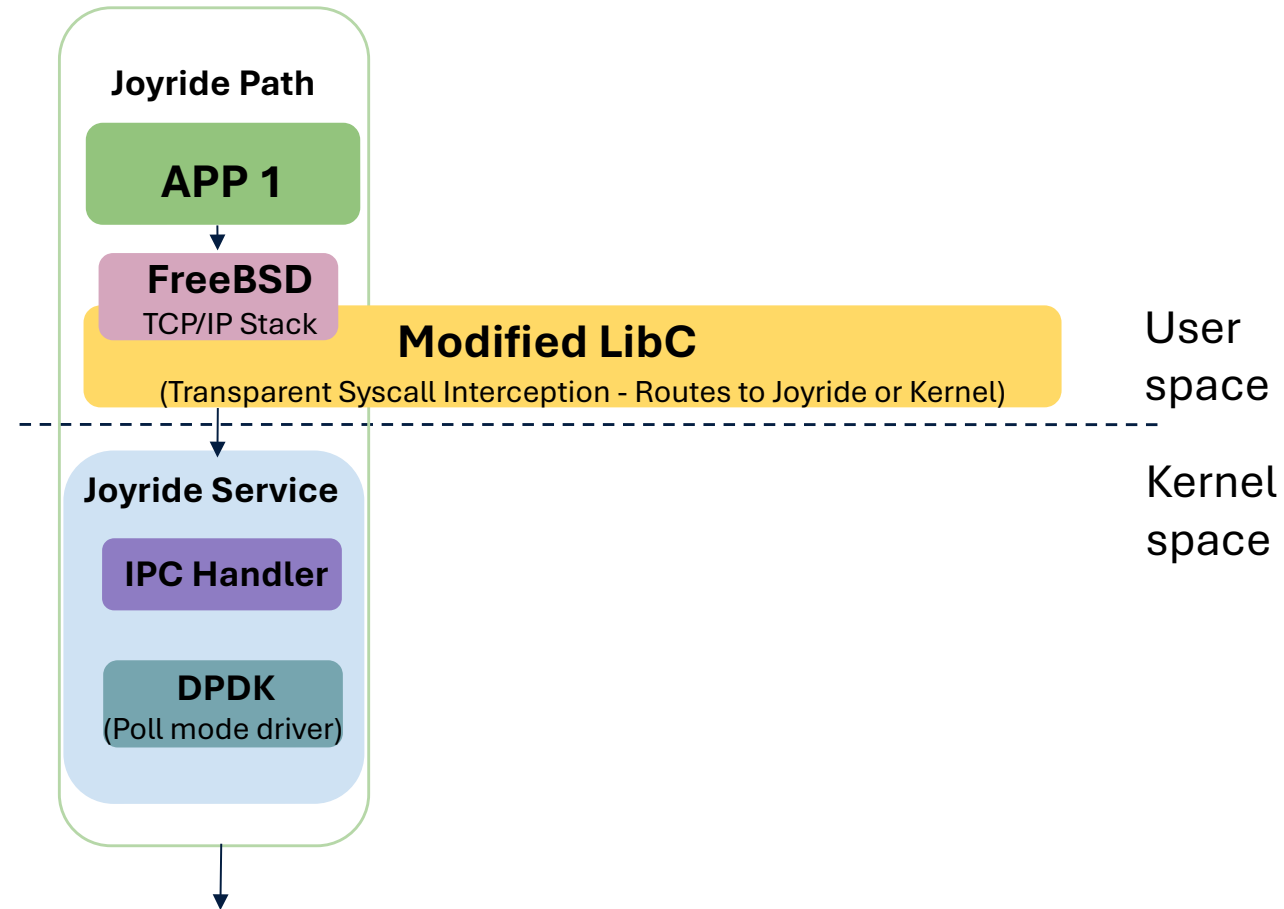 Joyride Path
APP 1
FreeBSD
TCP/IP Stack
Modified LibC
(Transparent Syscall Interception - Routes to Joyride or Kernel)
User
space
Kernel
space
Joyride Service
IPC Handler
DPDK
(Poll mode driver)